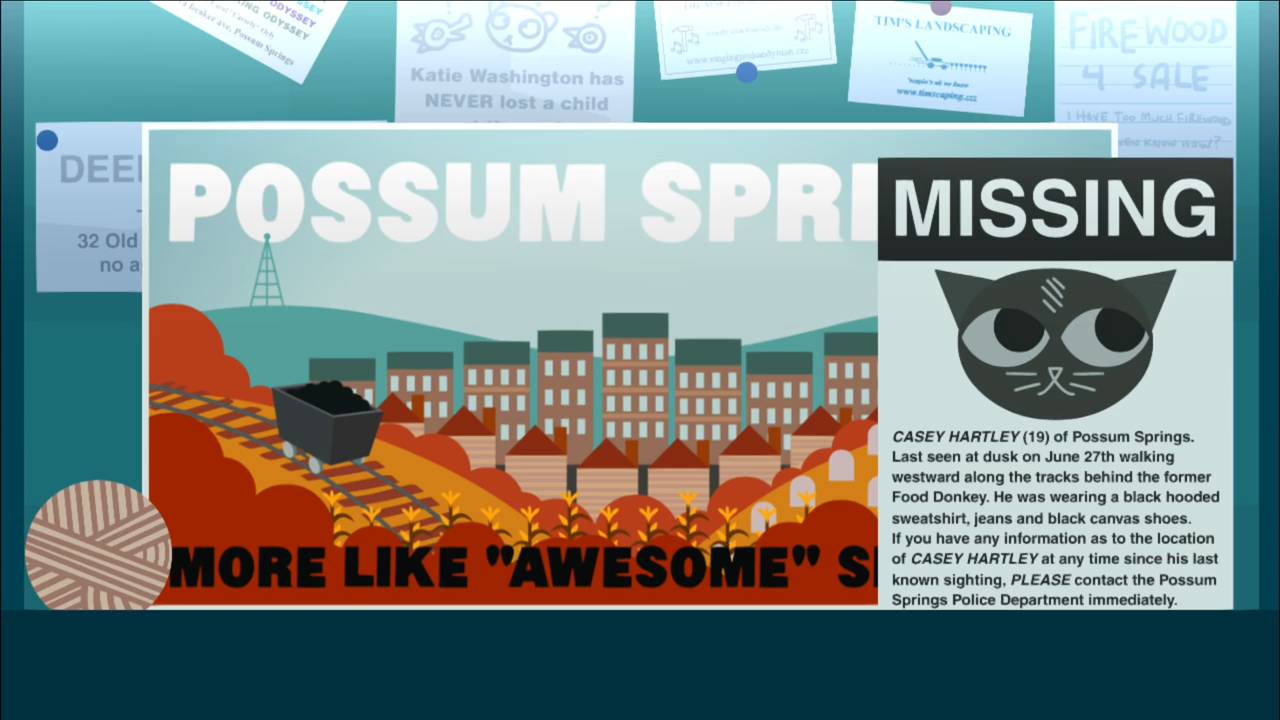 ODYSSEY
KING ODYSSEY
ave, Possum Springs
Katie Washington has
NEVER lost a child
TIM'S LANDSCAPING
www.timscaping.zzz
FIREWOOD
4 SALE
I HAVE TOO MUCH FIREWOOD
DEE
32 Old
no a
POSSUM SPRI
MORE LIKE "AWESOME" S
MISSING
CASEY HARTLEY (19) of Possum Springs.
Last seen at dusk on June 27th walking
westward along the tracks behind the former
Food Donkey. He was wearing a black hooded
sweatshirt, jeans and black canvas shoes.
If you have any information as to the location
of CASEY HARTLEY at any time since his last
known sighting, PLEASE contact the Possum
Springs Police Department immediately.